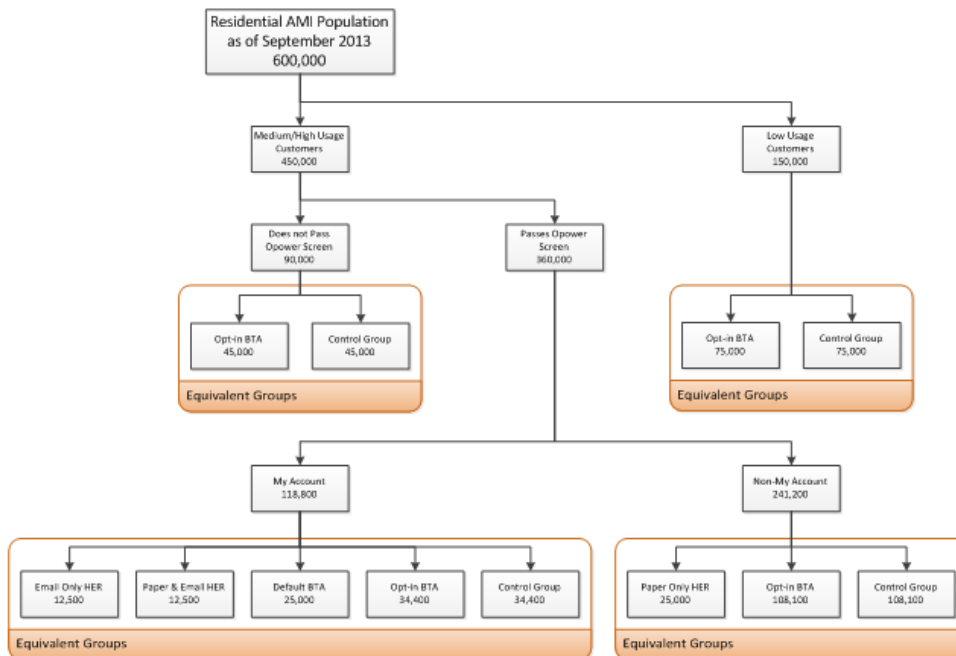 Residential AMI Population
as of September 2013
600,000
Medium/High Usage
Customers
450,000
Low Usage
Customers
150,000
Does not Pass
Opower Screen
90,000
Passes Opower
Screen
360,000
Opt-in BTA
45,000
Control Group
45,000
Equivalent Groups
Opt-in BTA
75,000
Control Group
75,000
Equivalent Groups
My Account
118,800
Non-My Account
241,200
Email Only HER
12,500
Paper & Email HER
12,500
Default BTA
25,000
Opt-In BTA
34,400
Control Group
34,400
Equivalent Groups
Paper Only HER
25,000
Opt-in BTA
108,100
Control Group
108,100
Equivalent Groups